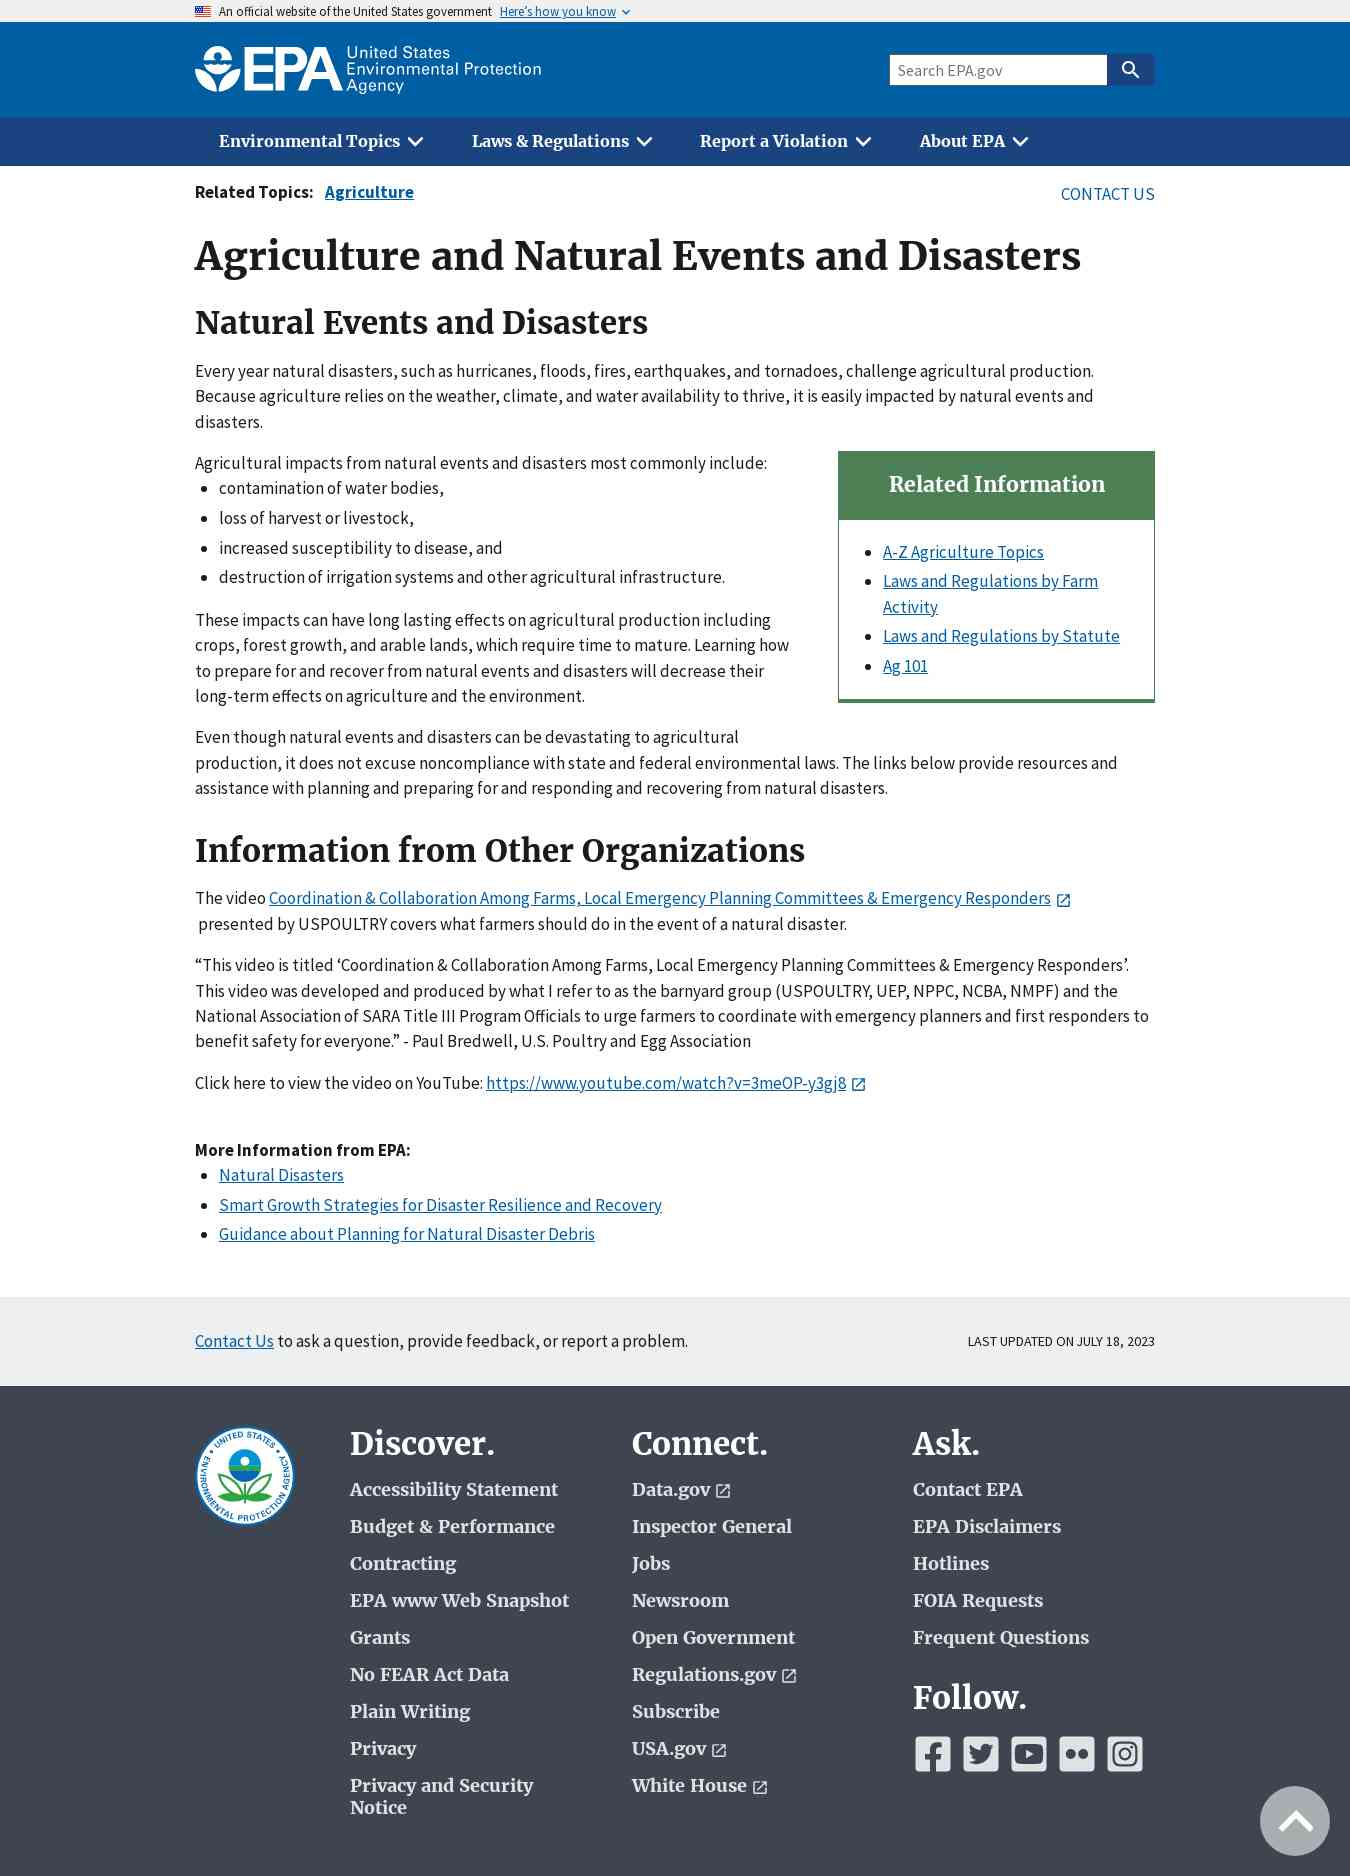 An official website of the United States government Here's how you know
EPA United States
Environmental Protection
Agency
Search EPA.gov
Environmental Topics Laws & Regulations Report a Violation About EPA
Related Topics: Agriculture CONTACT US
Agriculture and Natural Events and Disasters
Natural Events and Disasters
Every year natural disasters, such as hurricanes, floods, fires, earthquakes, and tornadoes, challenge agricultural production.
Because agriculture relies on the weather, climate, and water availability to thrive, it is easily impacted by natural events and
disasters.
Agricultural impacts from natural events and disasters most commonly include:
• contamination of water bodies,
• loss of harvest or livestock,
• increased susceptibility to disease, and
• destruction of irrigation systems and other agricultural infrastructure.
Related Information
• A-Z Agriculture Topics
• Laws and Regulations by Farm
Activity
• Laws and Regulations by Statute
• Ag 101
These impacts can have long lasting effects on agricultural production including
crops, forest growth, and arable lands, which require time to mature. Learning how
to prepare for and recover from natural events and disasters will decrease their
long-term effects on agriculture and the environment.
Even though natural events and disasters can be devastating to agricultural
production, it does not excuse noncompliance with state and federal environmental laws. The links below provide resources and
assistance with planning and preparing for and responding and recovering from natural disasters.
Information from Other Organizations
The video Coordination & Collaboration Among Farms, Local Emergency Planning Committees & Emergency Responders
presented by USPOULTRY covers what farmers should do in the event of a natural disaster.
“This video is titled ‘Coordination & Collaboration Among Farms, Local Emergency Planning Committees & Emergency Responders’.
This video was developed and produced by what I refer to as the barnyard group (USPOULTRY, UEP, NPPC, NCBA, NMPF) and the
National Association of SARA Title III Program Officials to urge farmers to coordinate with emergency planners and first responders to
benefit safety for everyone.” - Paul Bredwell, U.S. Poultry and Egg Association
Click here to view the video on YouTube: https://www.youtube.com/watch?v=3meOP-y3gj8
More Information from EPA:
• Natural Disasters
• Smart Growth Strategies for Disaster Resilience and Recovery
• Guidance about Planning for Natural Disaster Debris
Contact Us to ask a question, provide feedback, or report a problem. LAST UPDATED ON JULY 18, 2023
UNITED STATES
ENVIRONMENTAL PROTECTION AGENCY
Discover.
Accessibility Statement
Budget & Performance
Contracting
EPA www Web Snapshot
Grants
No FEAR Act Data
Plain Writing
Privacy
Privacy and Security
Notice
Connect.
Data.gov
Inspector General
Jobs
Newsroom
Open Government
Regulations.gov
Subscribe
USA.gov
White House
Ask.
Contact EPA
EPA Disclaimers
Hotlines
FOIA Requests
Frequent Questions
Follow.